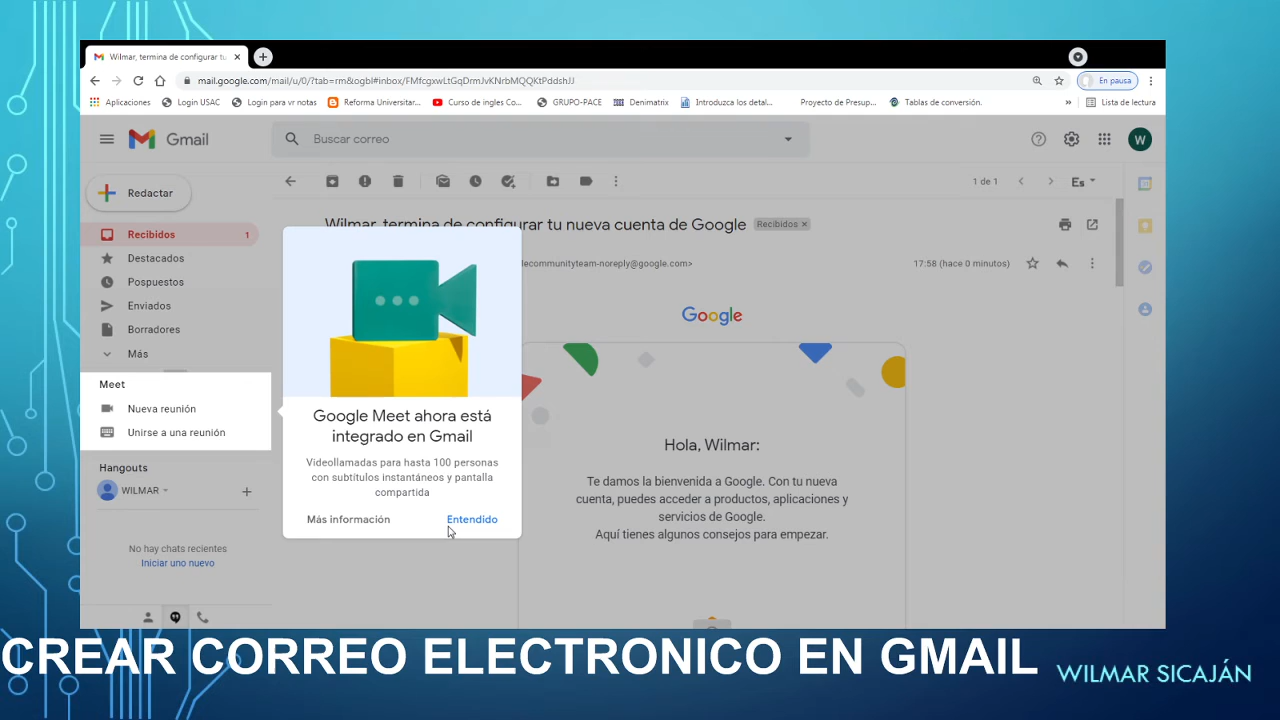 Wilmar, termina de configurar tu
En pausa
mail.google.com/mail/u/0/?tab=rm&ogbl#inbox/FMfcgxwLtGqDrmJvKNrbMQQKtPddshJJ
Aplicaciones
Login USAC
Login para vr notas
Reforma Universitar...
Curso de ingles Co...
GRUPO-PACE
Denimatrix
Introduzca los detal...
Proyecto de Presup...
Tablas de conversión.
»
Lista de lectura
Gmail
Buscar correo
W
Redactar
1 de 1
Es
Recibidos 1
Destacados
Pospuestos
Enviados
Borradores
Más
Meet
Nueva reunión
Unirse a una reunión
Hangouts
WILMAR
No hay chats recientes
Iniciar uno nuevo
Wilmar, termina de configurar tu nueva cuenta de Google
Recibidos x
ecommunityteam-noreply@google.com>
17:58 (hace 0 minutos)
Google Meet ahora está
integrado en Gmail
Videollamadas para hasta 100 personas
con subtítulos instantáneos y pantalla
compartida
Más información
Entendido
Google
Hola, Wilmar:
Te damos la bienvenida a Google. Con tu nueva
cuenta, puedes acceder a productos, aplicaciones y
servicios de Google.
Aquí tienes algunos consejos para empezar.
CREAR CORREO ELECTRONICO EN GMAIL
WILMAR SICAJÁN